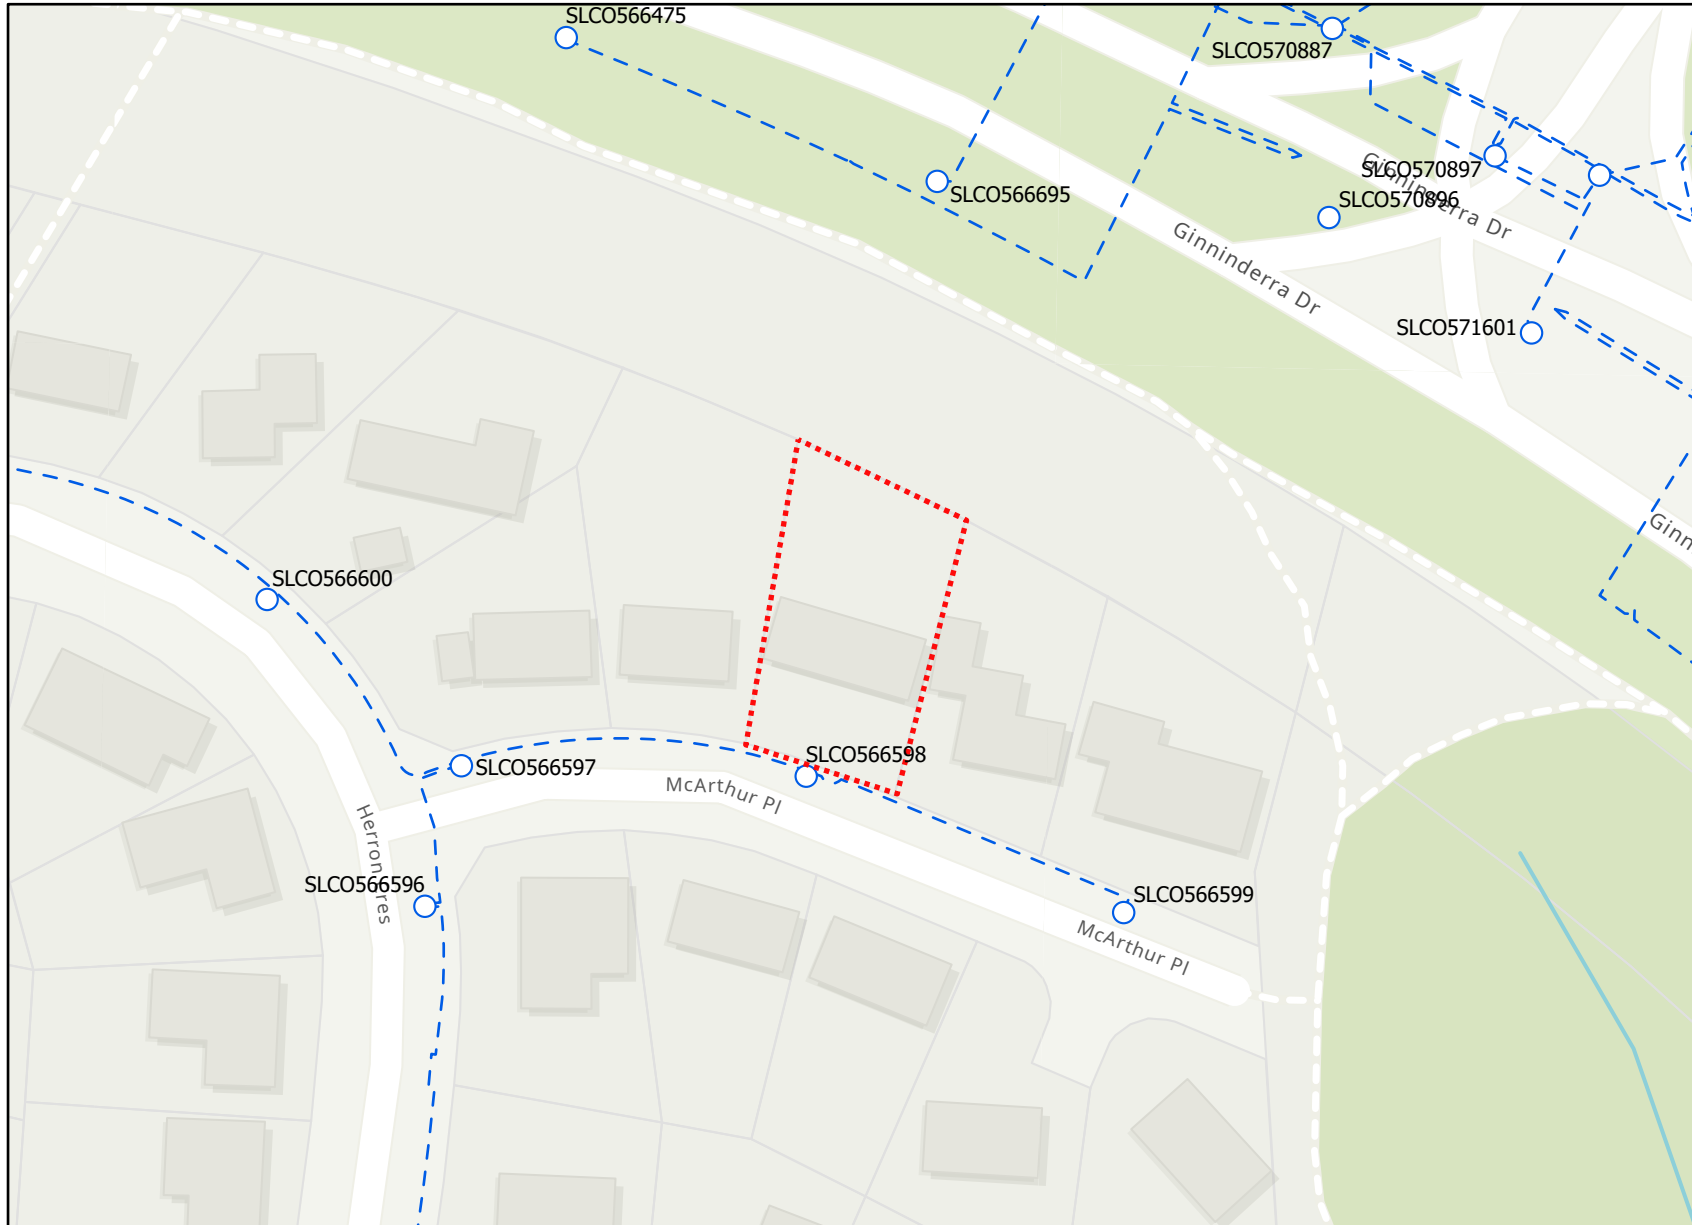 SLCO566475
SLCO570887
SLCO570897
Ginninderra Dr
SLCO566695
SLCO570896
Ginninderra Dr
SLCO571601
Ginn
SLCO566600
SLCO566598
SLCO566597
McArthur Pl
Herron Cres
SLCO566596
SLCO566599
McArthur Pl